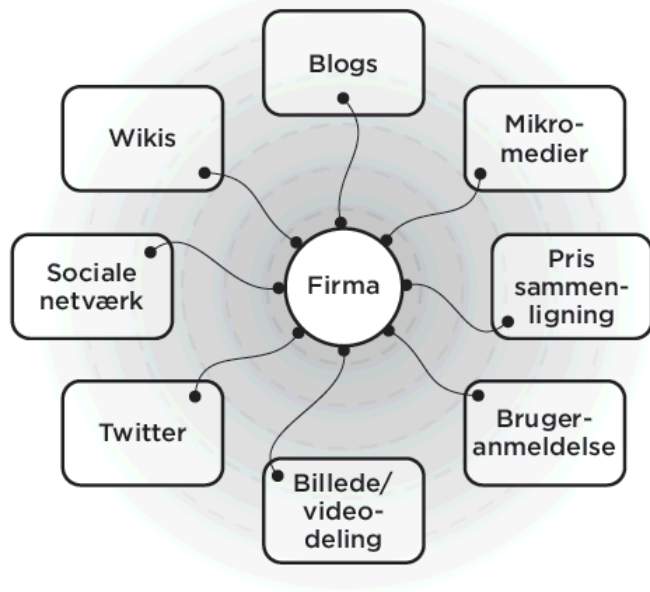 Blogs
Wikis
Mikro-
medier
Sociale
netværk
Firma
Pris
sammen-
ligning
Twitter
Bruger-
anmeldelse
Billede/
video-
deling